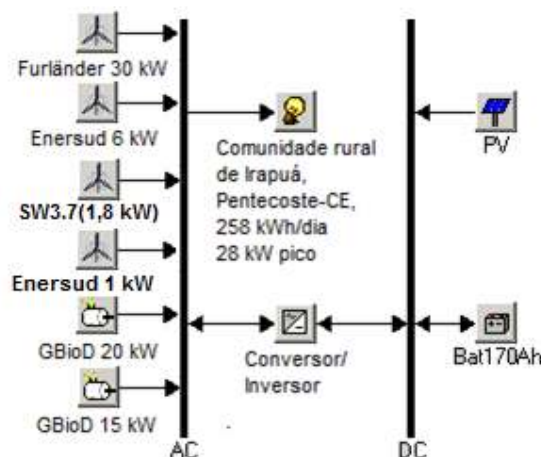 Furländer 30 kW
Enersud 6 kW
SW3.7(1,8 kW)
Enersud 1 kW
GBioD 20 kW
GBioD 15 kW
AC
Comunidade rural
de Irapuá,
Pentecoste-CE,
258 kWh/dia
28 kW pico
Conversor/
Inversor
DC
PV
Bat170Ah